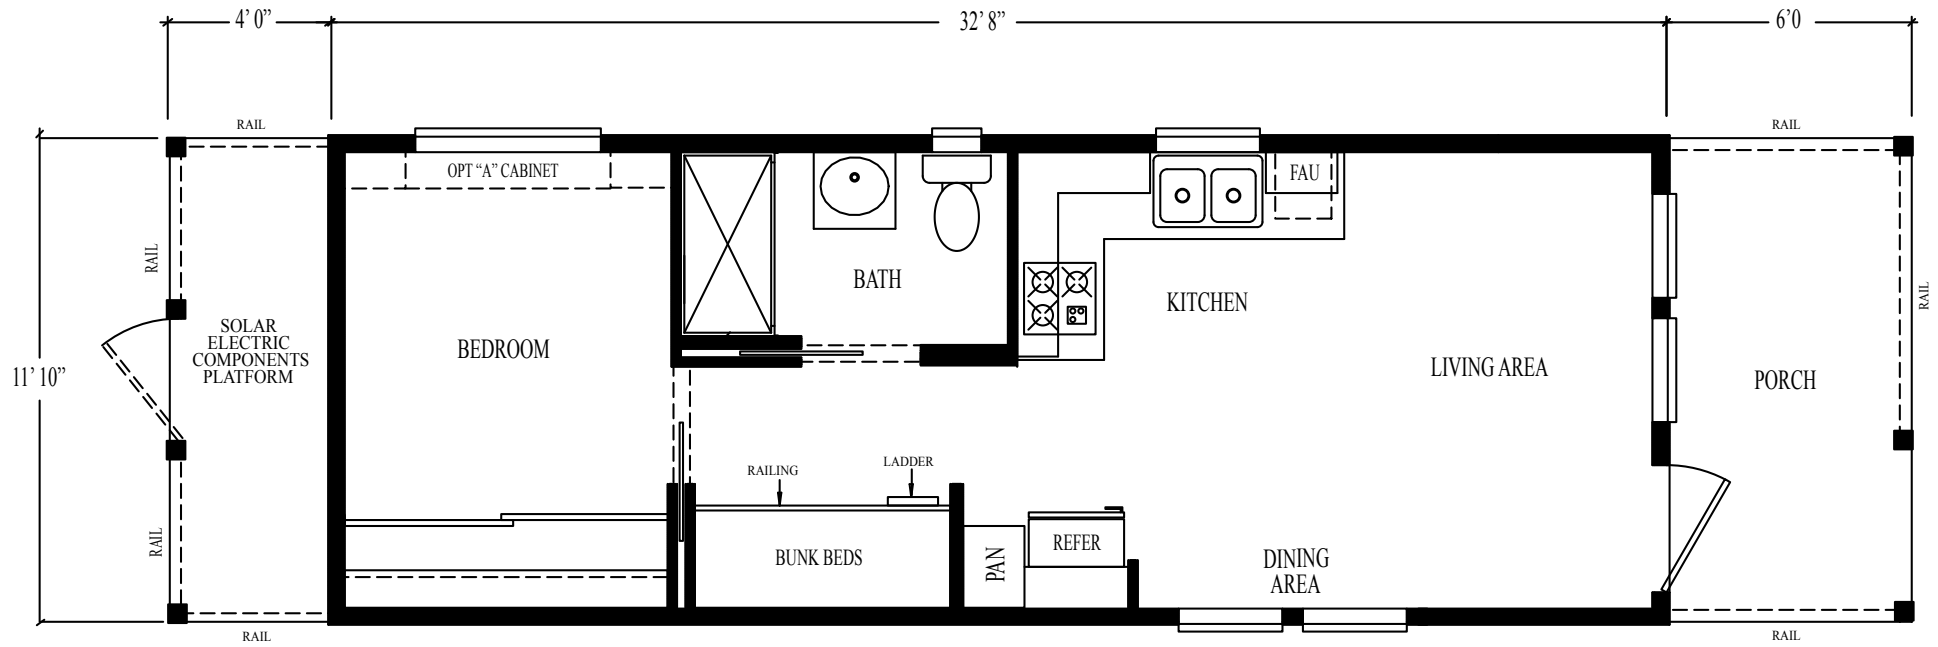 4' 0”
32' 8”
6'0
RAIL
RAIL
OPT “A” CABINET
FAU
RAIL
BATH
RAIL
KITCHEN
SOLAR
ELECTRIC
COMPONENTS
PLATFORM
BEDROOM
LIVING AREA
11' 10”
PORCH
RAILING
LADDER
RAIL
BUNK BEDS
PAN
REFER
DINING
AREA
RAIL
RAIL